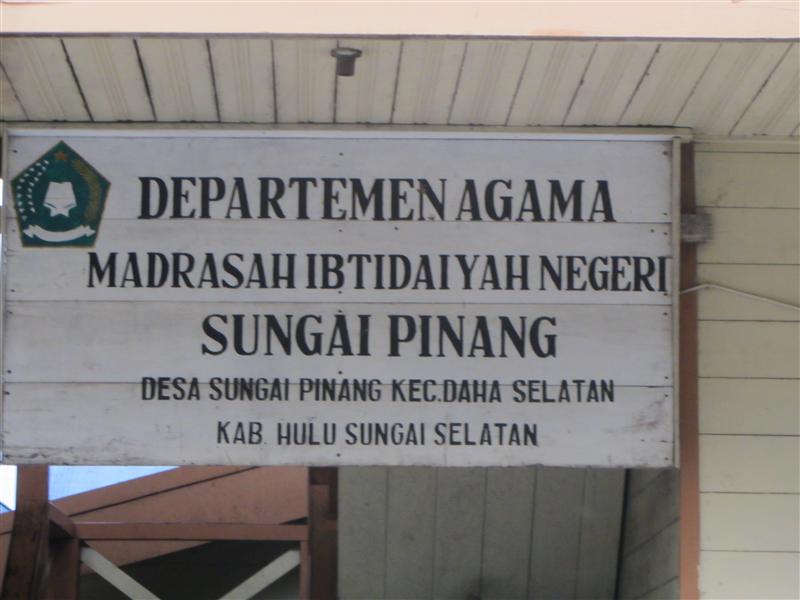 DEPARTEMEN AGAMA
MADRASAH IBTIDAIYAH NEGERI
SUNGAI PINANG
DESA SUNGAI PINANG KEC.DAHA SELATAN
KAB. HULU SUNGAI SELATAN